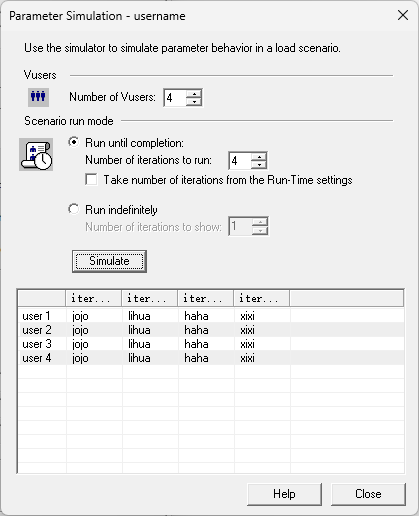 Parameter Simulation - username
Use the simulator to simulate parameter behavior in a load scenario.
Vusers
Number of Vusers: 4
Scenario run mode
Run until completion:
Number of iterations to run: 4
Take number of iterations from the Run-Time settings
Run indefinitely
Number of iterations to show: 1
Simulate
iter... iter... iter... iter...
user 1 jojo lihua haha xixi
user 2 jojo lihua haha xixi
user 3 jojo lihua haha xixi
user 4 jojo lihua haha xixi
Help Close